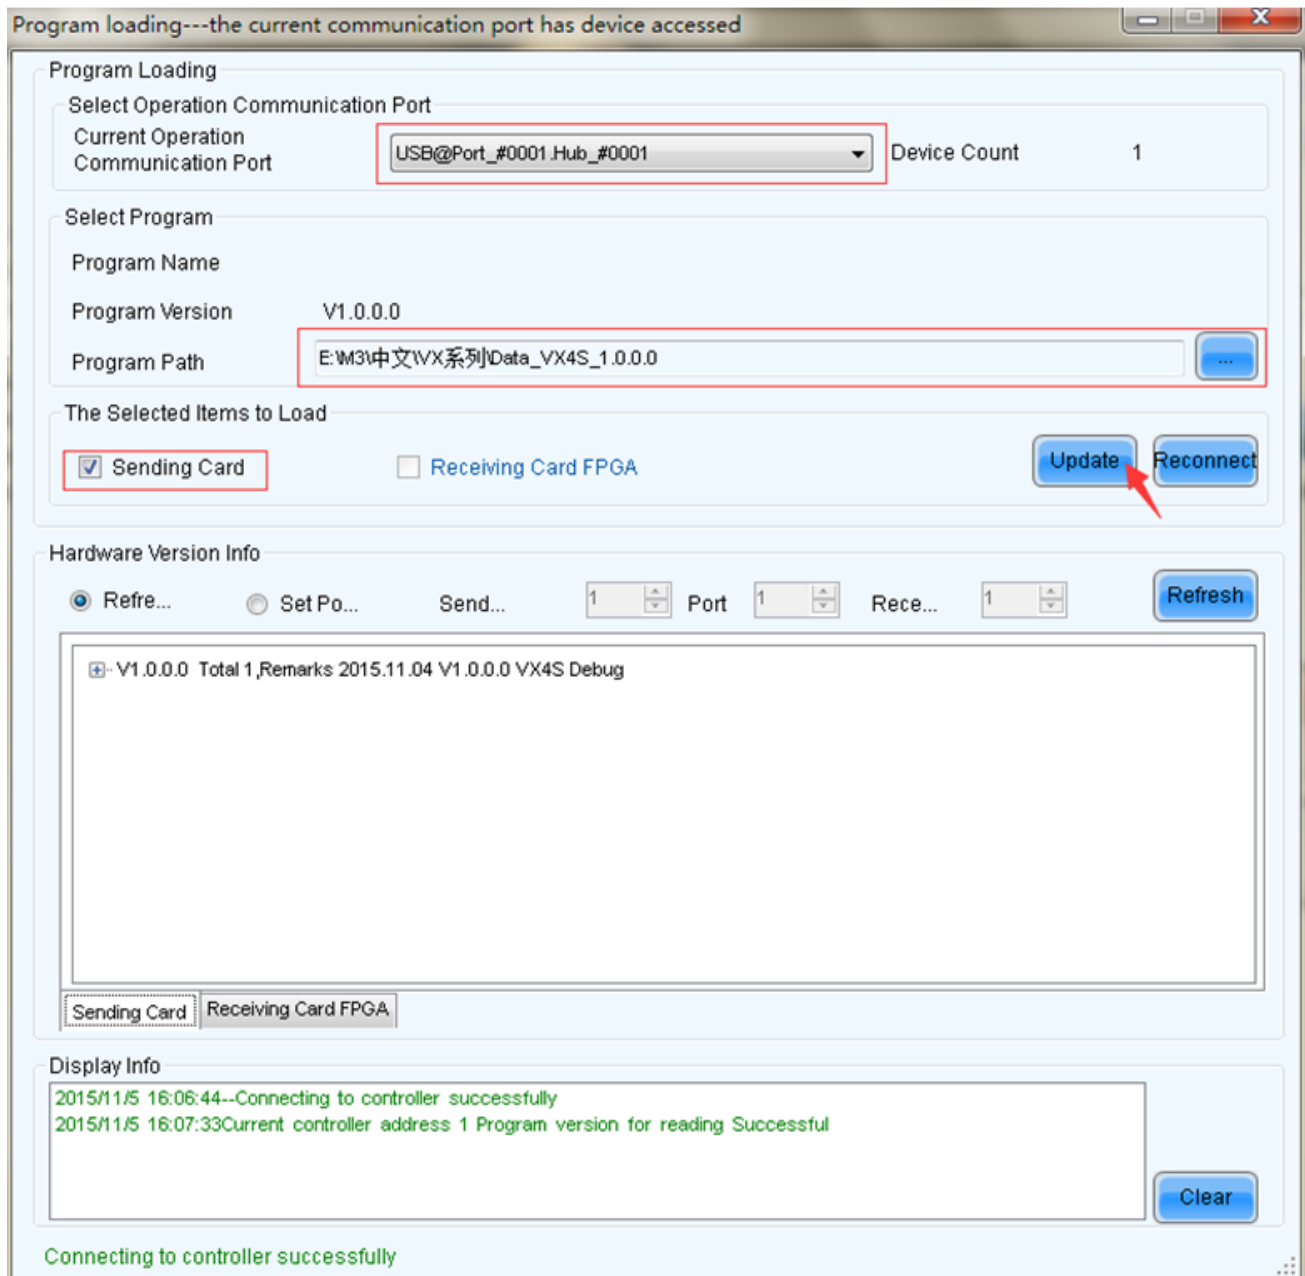 Program loading---the current communication port has device accessed
Program Loading
Select Operation Communication Port
Current Operation
Communication Port
USB@Port_#0001.Hub_#0001
Device Count 1
Select Program
Program Name
Program Version V1.0.0.0
Program Path E:\M3\中文\VX系列\Data_VX4S_1.0.0.0 ...
The Selected Items to Load
Sending Card Receiving Card FPGA Update Reconnect
Hardware Version Info
Refre... Set Po... Send... 1 Port 1 Rece... 1 Refresh
V1.0.0.0 Total 1,Remarks 2015.11.04 V1.0.0.0 VX4S Debug
Sending Card Receiving Card FPGA
Display Info
2015/11/5 16:06:44--Connecting to controller successfully
2015/11/5 16:07:33Current controller address 1 Program version for reading Successful
Clear
Connecting to controller successfully